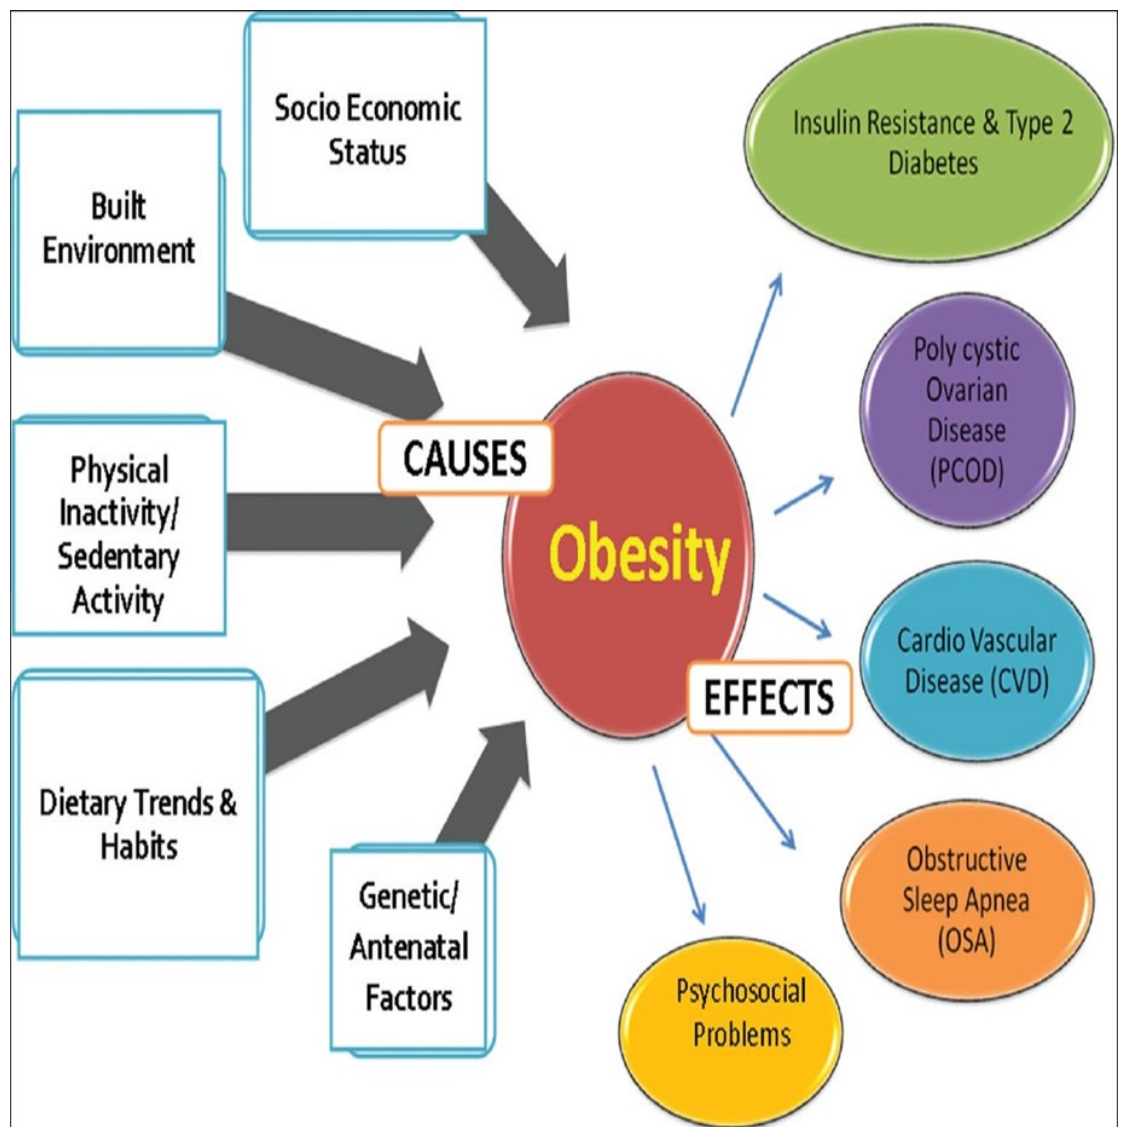 Socio Economic
Status
Built
Environment
CAUSES
Physical
Inactivity/
Sedentary
Activity
Dietary Trends &
Habits
Genetic/
Antenatal
Factors
Obesity
EFFECTS
Insulin Resistance & Type 2
Diabetes
Poly cystic
Ovarian
Disease
(PCOD)
Cardio Vascular
Disease (CVD)
Obstructive
Sleep Apnea
(OSA)
Psychosocial
Problems